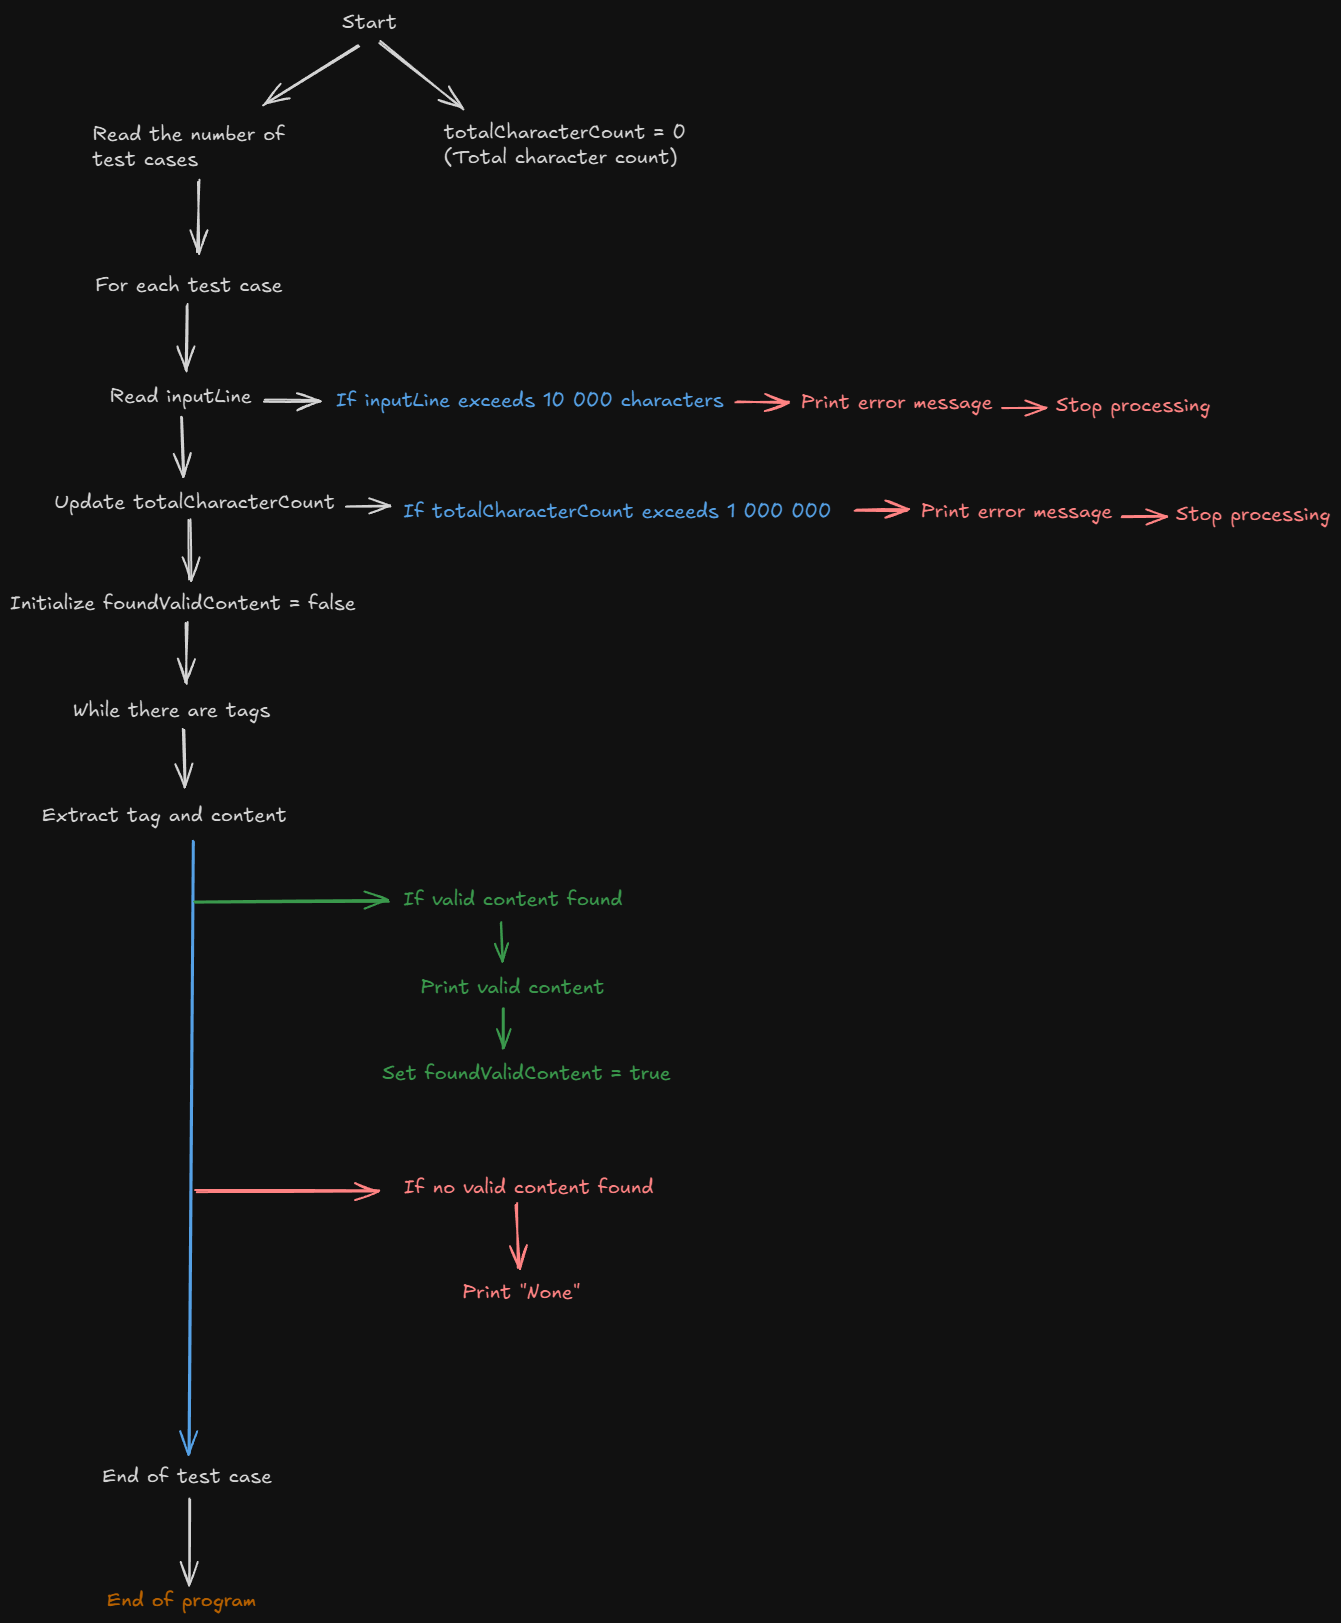 Start
Read the number of
test cases
totalCharacterCount = 0
(Total character count)
For each test case
Read inputLine
If inputLine exceeds 10 000 characters
Print error message
Stop processing
Update totalCharacterCount
If totalCharacterCount exceeds 1 000 000
Print error message
Stop processing
Initialize foundValidContent = false
While there are tags
Extract tag and content
If valid content found
Print valid content
Set foundValidContent = true
If no valid content found
Print "None"
End of test case
End of program